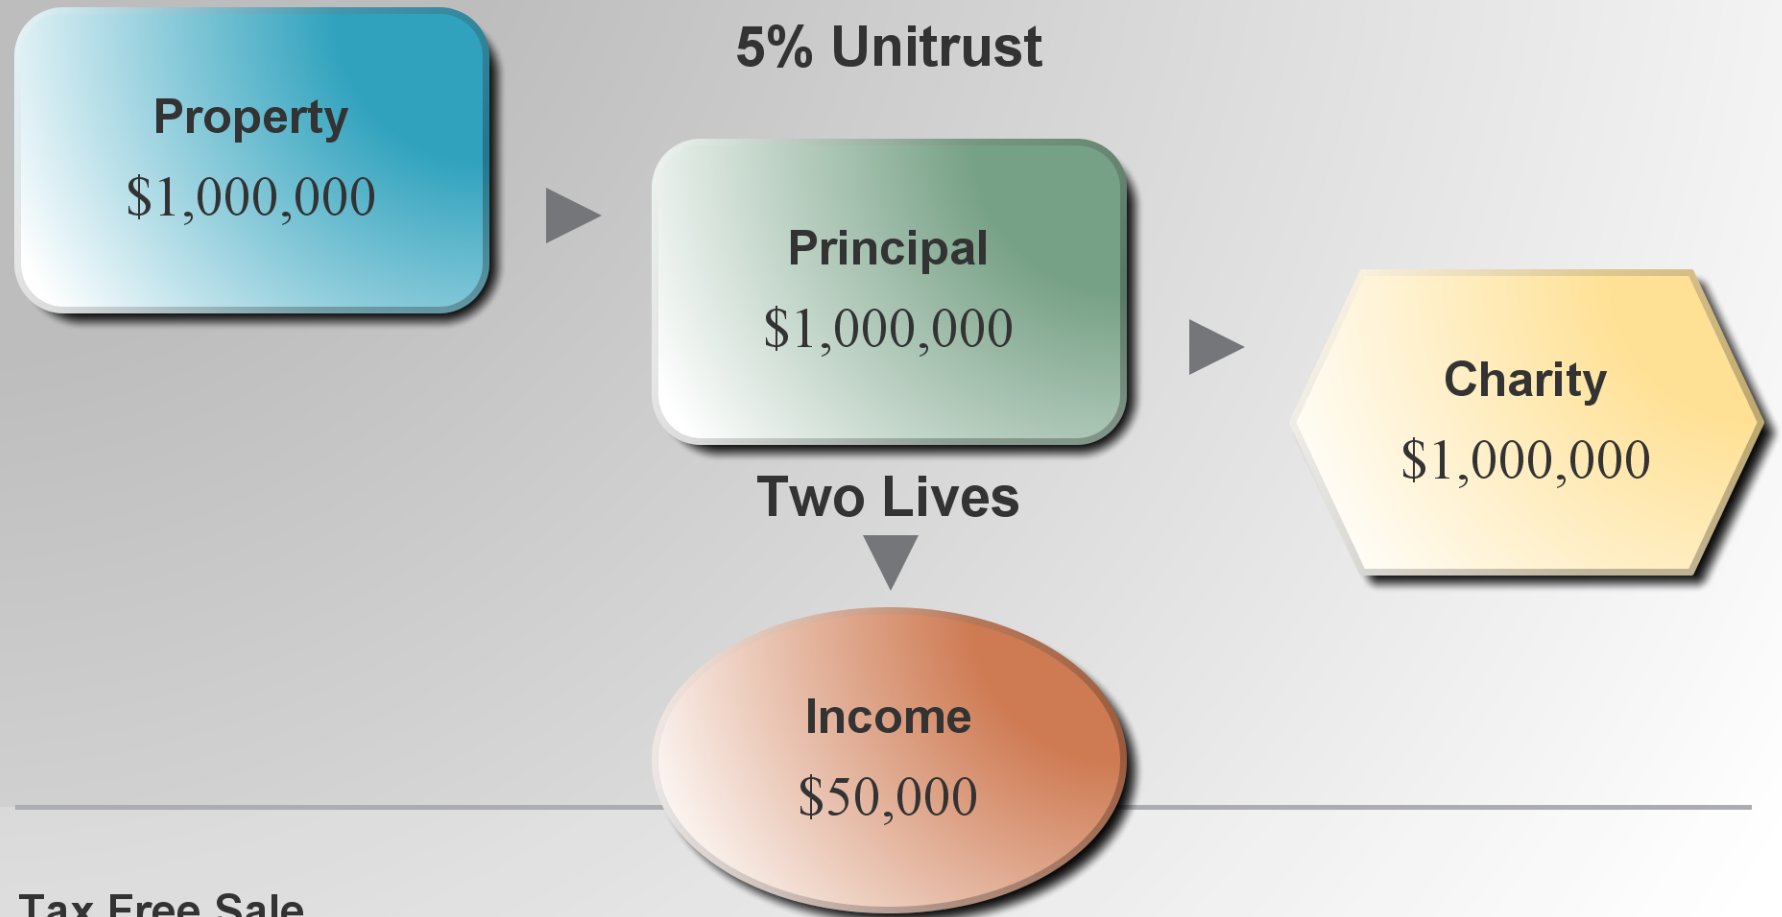 Property
$1,000,000
5% Unitrust
Principal
$1,000,000
Two Lives
Charity
$1,000,000
Income
$50,000
Tax Free Sale